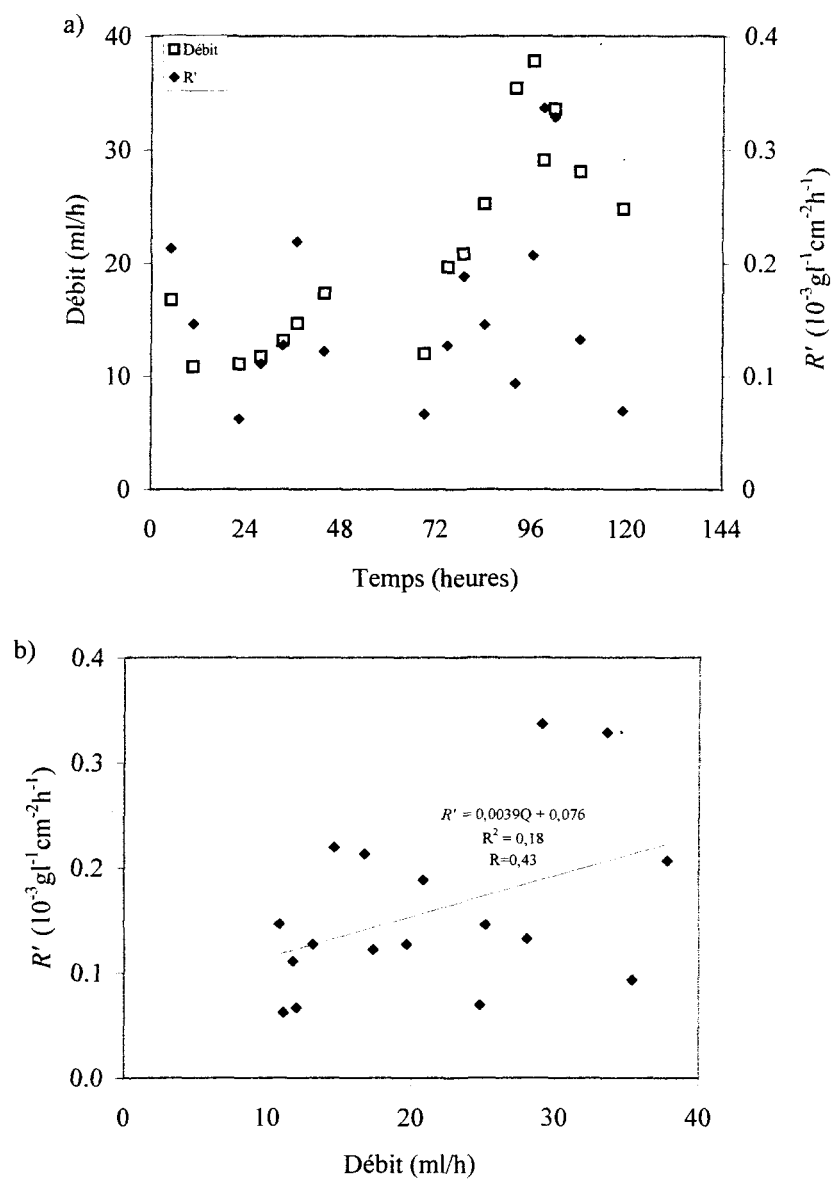 a)
40
30
20
10
0
Débit (ml/h)
Débit
R'
0.4
0.3
0.2
0.1
0
R' (10⁻³gl⁻¹cm⁻²h⁻¹)
0 24 48 72 96 120 144
Temps (heures)
b)
0.4
0.3
0.2
0.1
0.0
R' (10⁻³gl⁻¹cm⁻²h⁻¹)
R' = 0,0039Q + 0,076
R² = 0,18
R=0,43
0 10 20 30 40
Débit (ml/h)